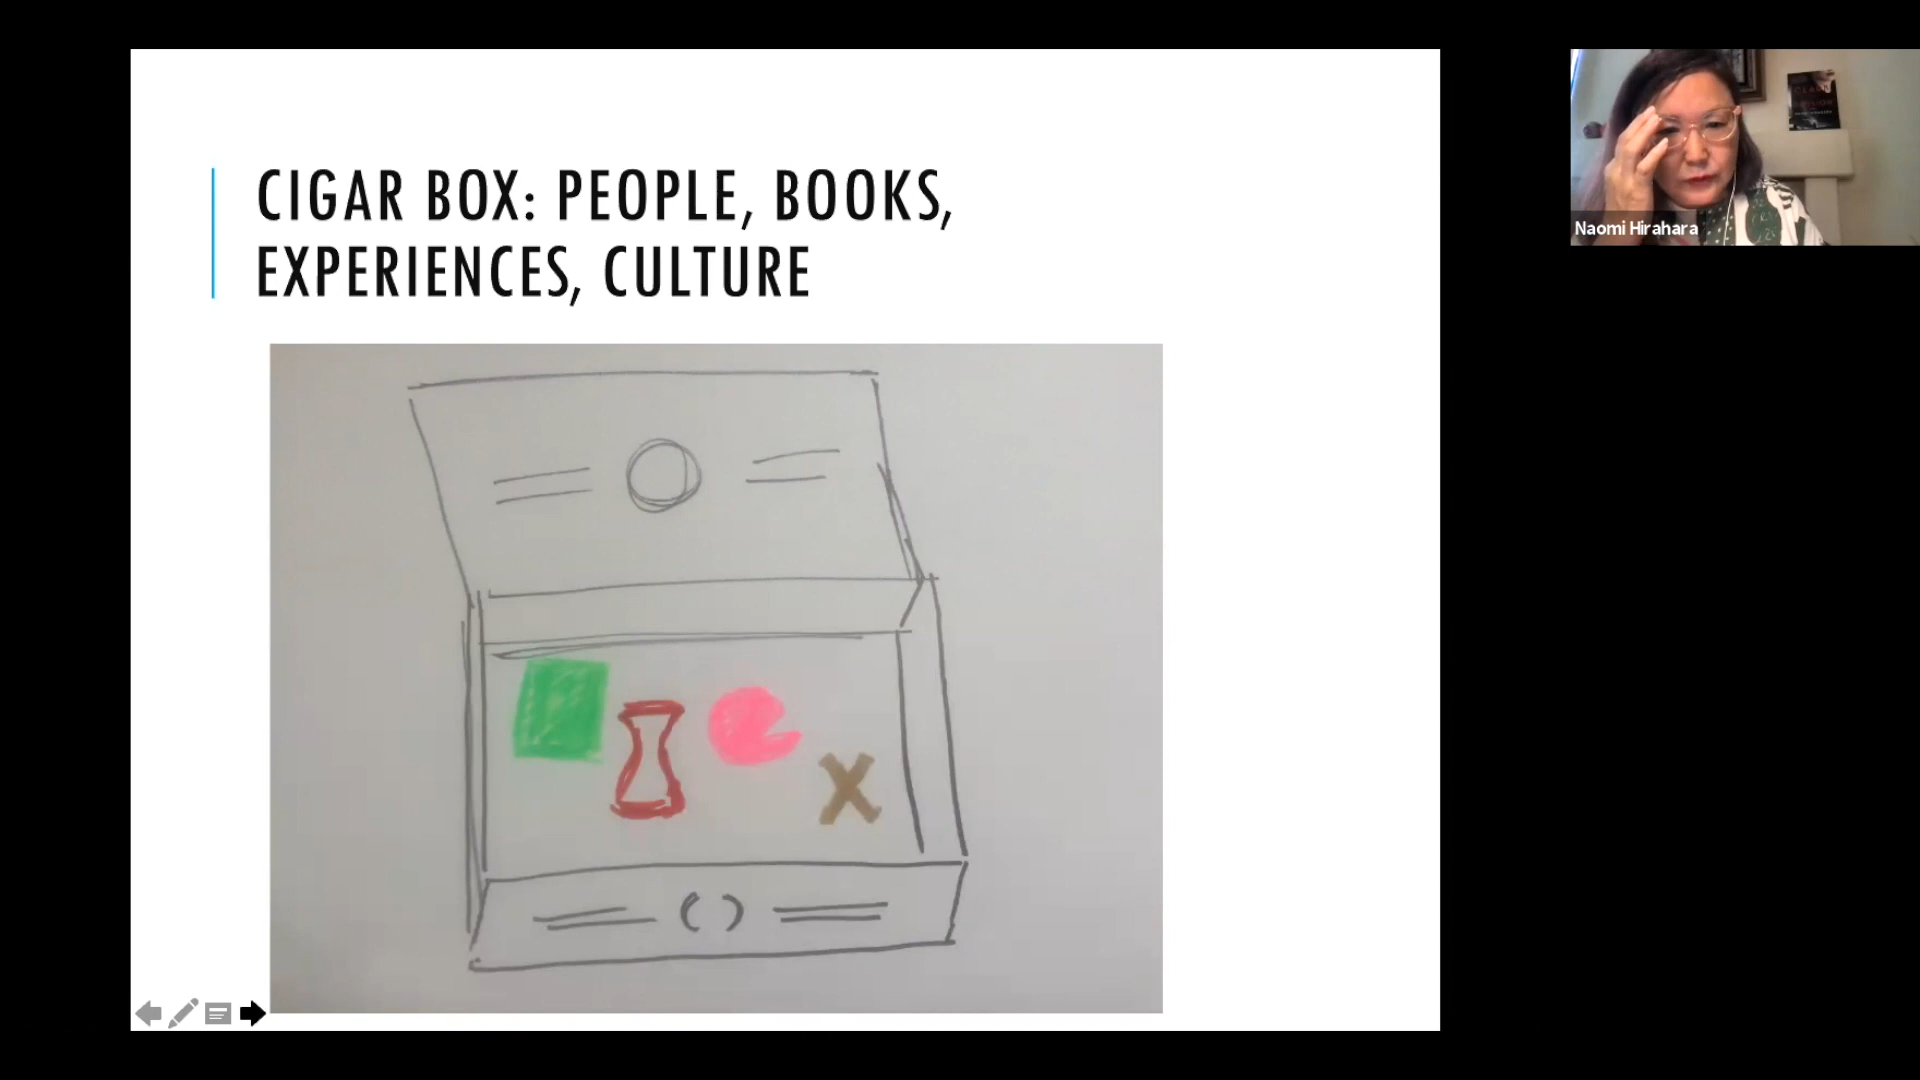 CIGAR BOX: PEOPLE, BOOKS,
EXPERIENCES, CULTURE
X
Naomi Hirahara